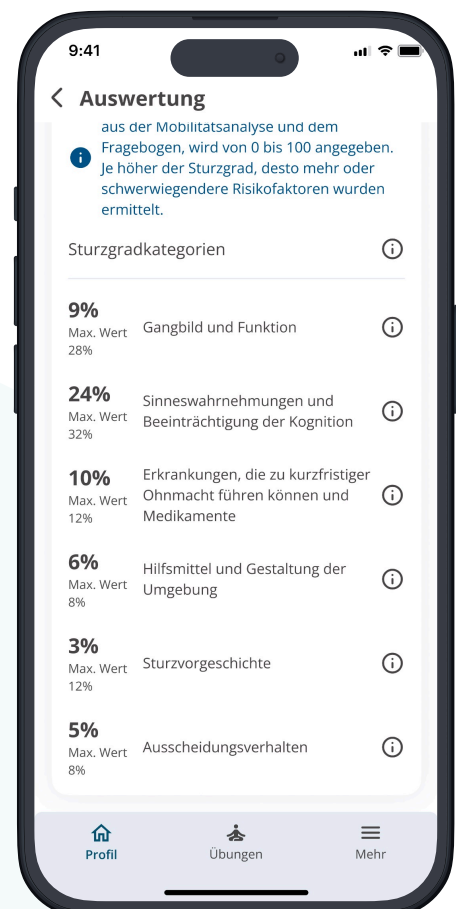 9:41
Auswertung
aus der Mobilitätsanalyse und dem
Fragebogen, wird von 0 bis 100 angegeben.
Je höher der Sturzgrad, desto mehr oder
schwerwiegendere Risikofaktoren wurden
ermittelt.
Sturzgradkategorien
9%
Max. Wert
28%
Gangbild und Funktion
24%
Max. Wert
32%
Sinneswahrnehmungen und
Beeinträchtigung der Kognition
10%
Max. Wert
12%
Erkrankungen, die zu kurzfristiger
Ohnmacht führen können und
Medikamente
6%
Max. Wert
8%
Hilfsmittel und Gestaltung der
Umgebung
3%
Max. Wert
12%
Sturzvorgeschichte
5%
Max. Wert
8%
Ausscheidungsverhalten
Profil
Übungen
Mehr